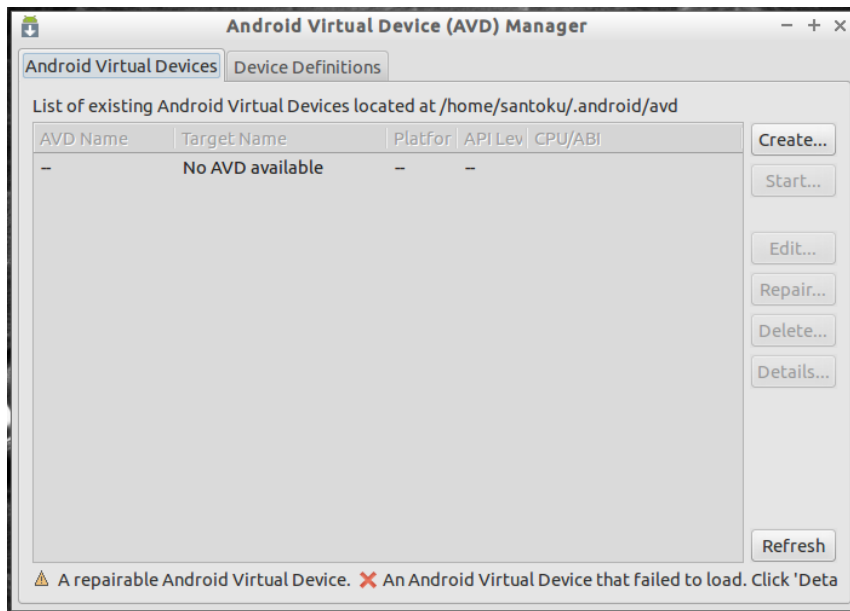 Android Virtual Device (AVD) Manager
Android Virtual Devices Device Definitions
List of existing Android Virtual Devices located at /home/santoku/.android/avd
AVD Name Target Name Platfor API Lev CPU/ABI
-- No AVD available -- --
Create...
Start...
Edit...
Repair...
Delete...
Details...
Refresh
A repairable Android Virtual Device. An Android Virtual Device that failed to load. Click 'Deta